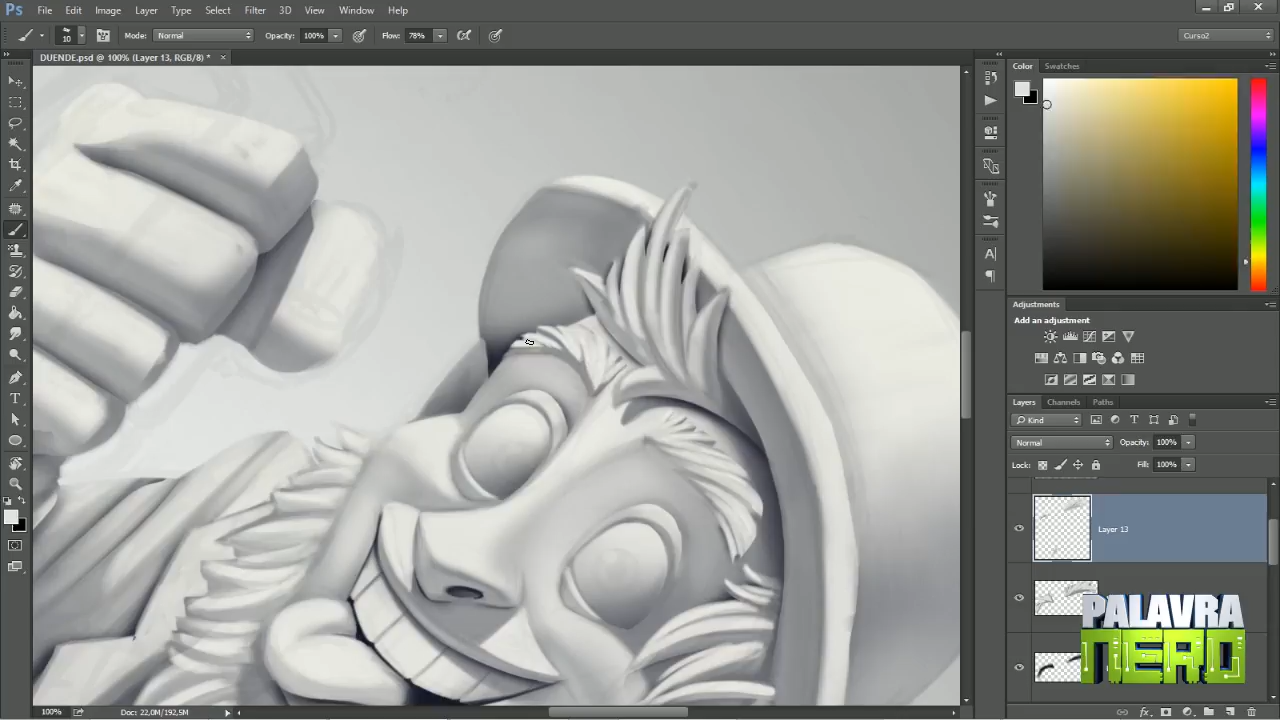 Ps File Edit Image Layer Type Select Filter 3D View Window Help
10 Mode: Normal Opacity: 100% Flow: 78% Curso2
DUENDE.psd @ 100% (Layer 13, RGB/8) * ×
Color Swatches
Adjustments
Add an adjustment
Layers Channels Paths
Kind
Normal Opacity: 100%
Lock: Fill: 100%
Layer 13
PALAVRA
NERD
100% Doc: 22,0M/192,5M